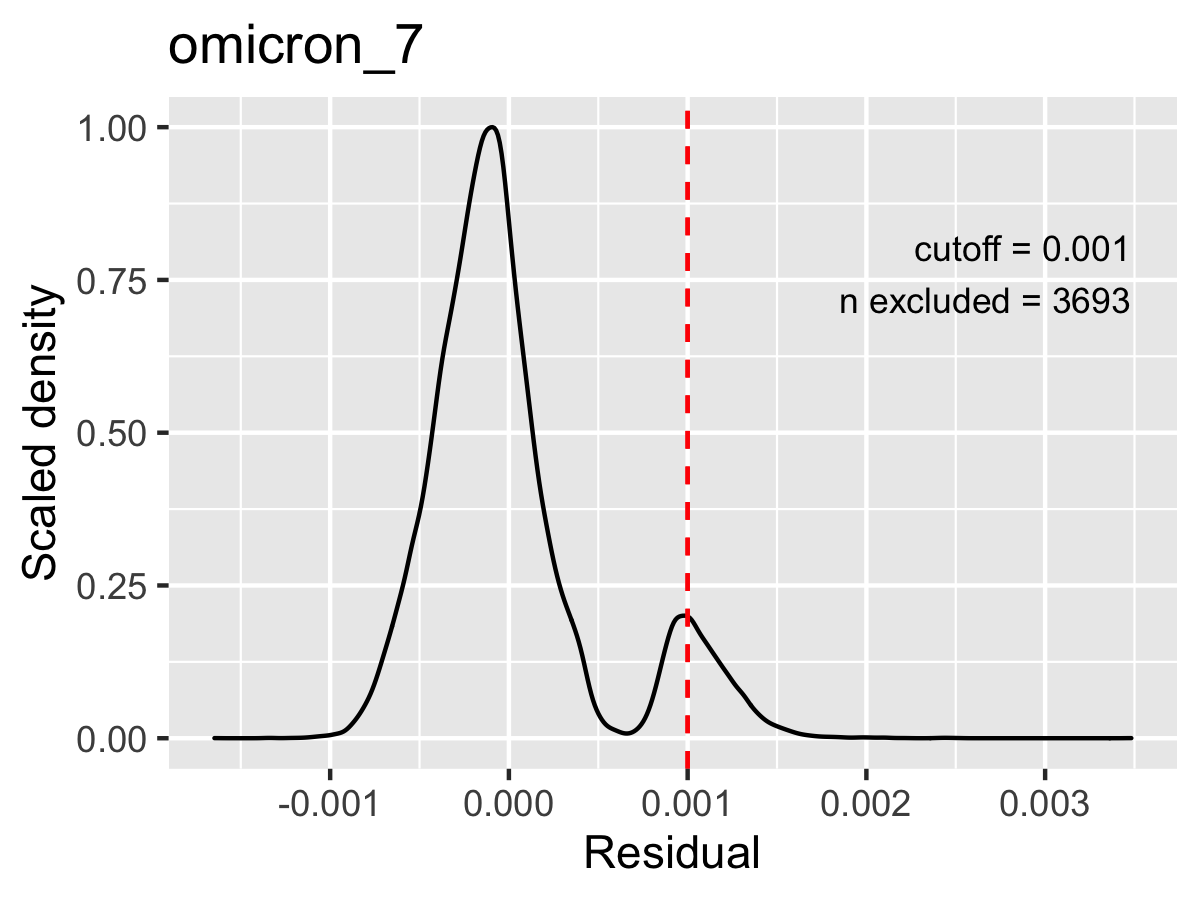 omicron_7
1.00
0.75
0.50
0.25
0.00
Scaled density
cutoff = 0.001
n excluded = 3693
-0.001
0.000
0.001
0.002
0.003
Residual